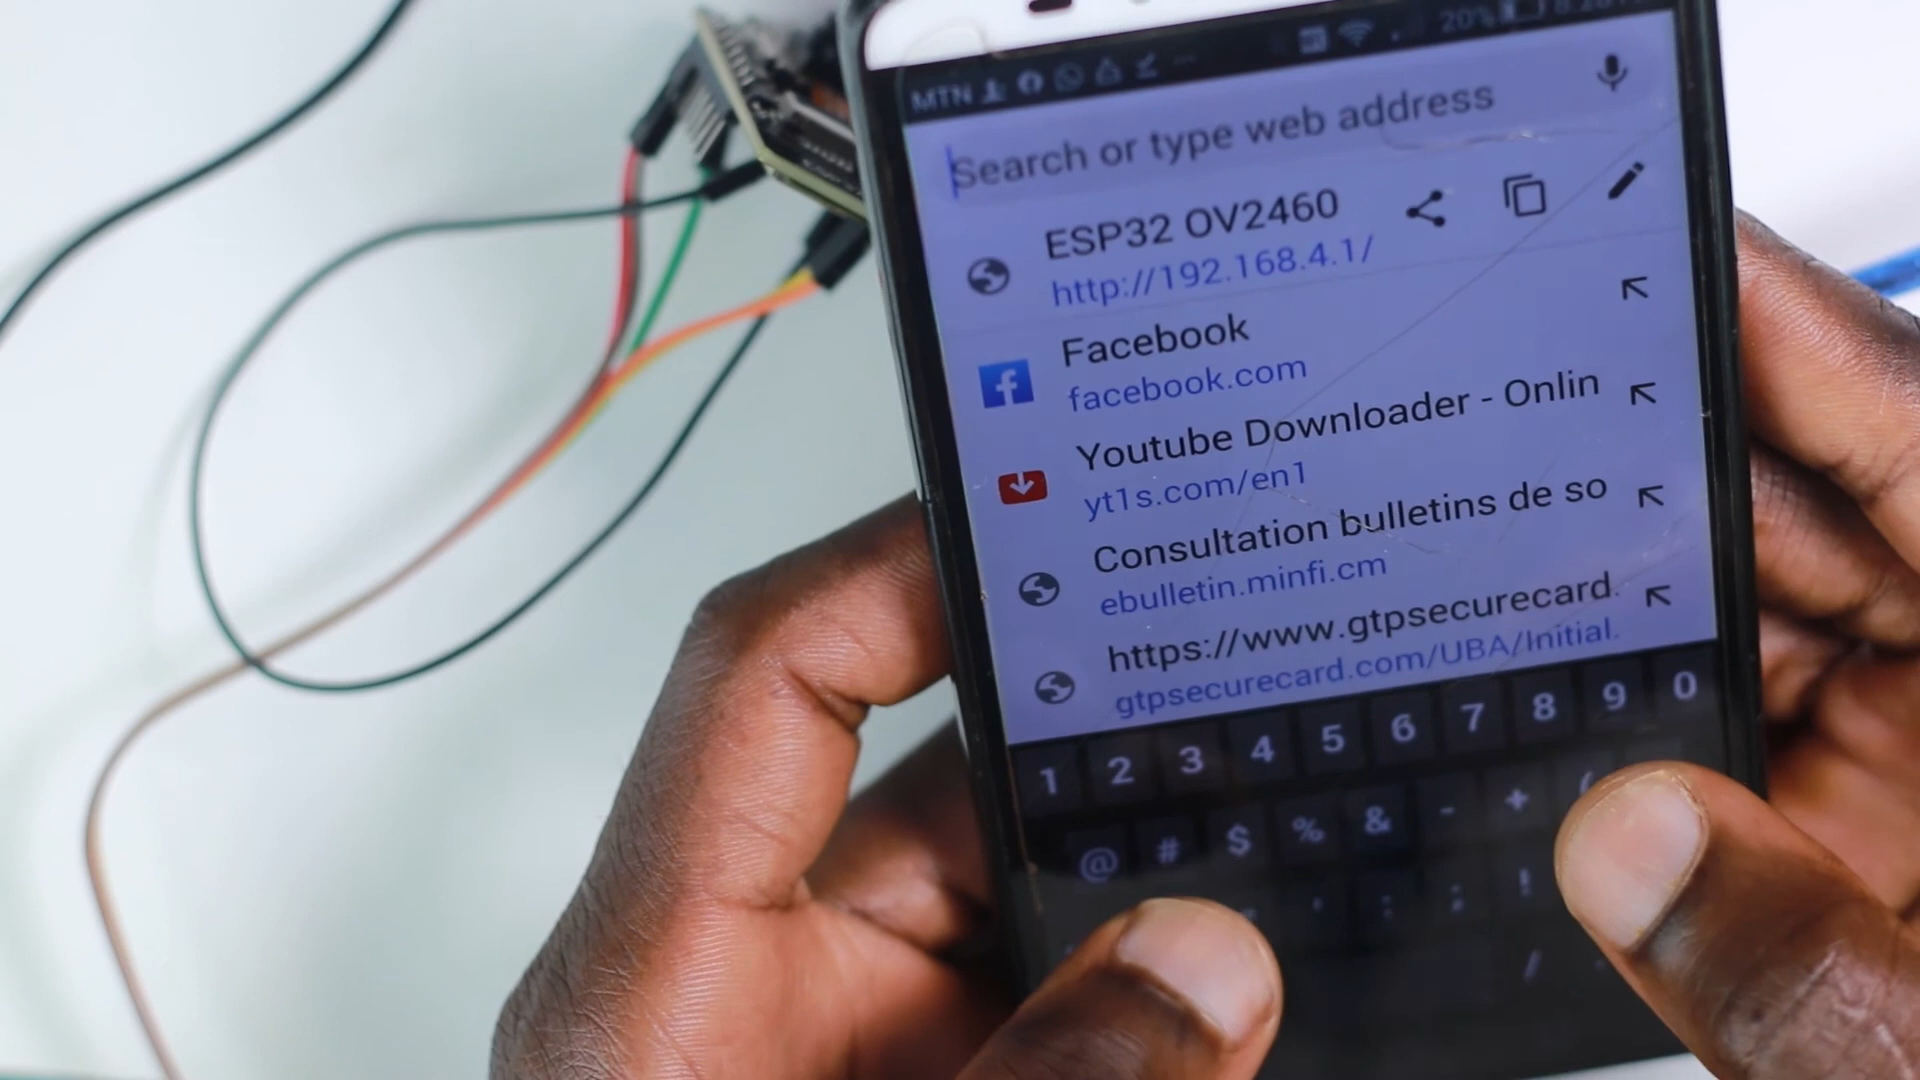 MTN 20%
Search or type web address
ESP32 OV2460
http://192.168.4.1/
Facebook
facebook.com
Youtube Downloader - Onlin
yt1s.com/en1
Consultation bulletins de so
ebulletin.minfi.cm
https://www.gtpsecurecard.
gtpsecurecard.com/UBA/Initial.
1 2 3 4 5 6 7 8 9 0
@ # $ % & - + (
' : ; !
/